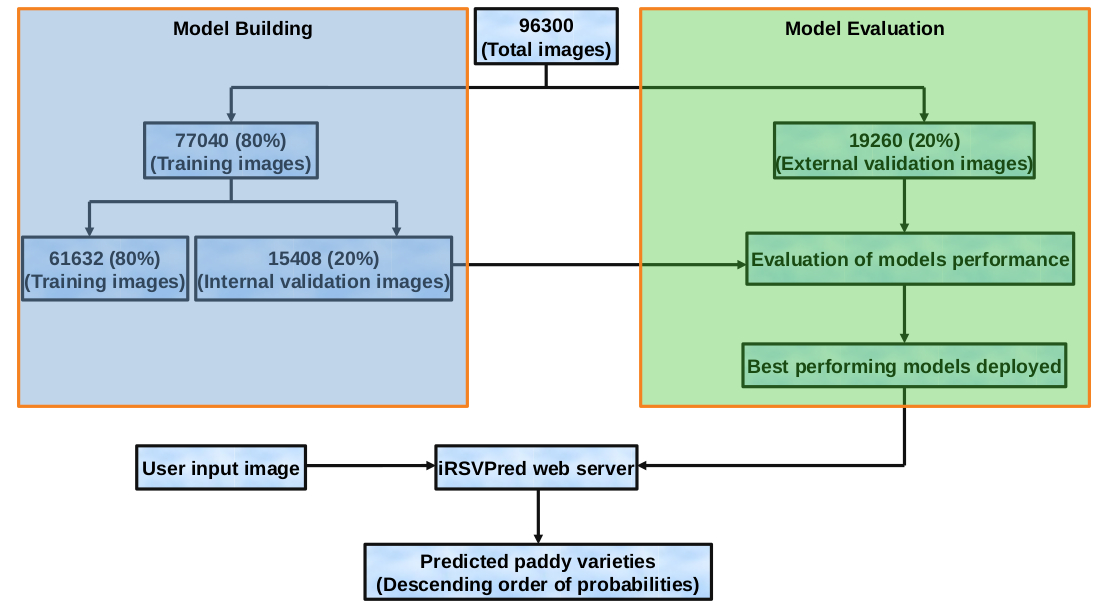 Model Building
96300
(Total images)
Model Evaluation
77040 (80%)
(Training images)
19260 (20%)
(External validation images)
61632 (80%)
(Training images)
15408 (20%)
(Internal validation images)
Evaluation of models performance
Best performing models deployed
User input image
iRSVPred web server
Predicted paddy varieties
(Descending order of probabilities)